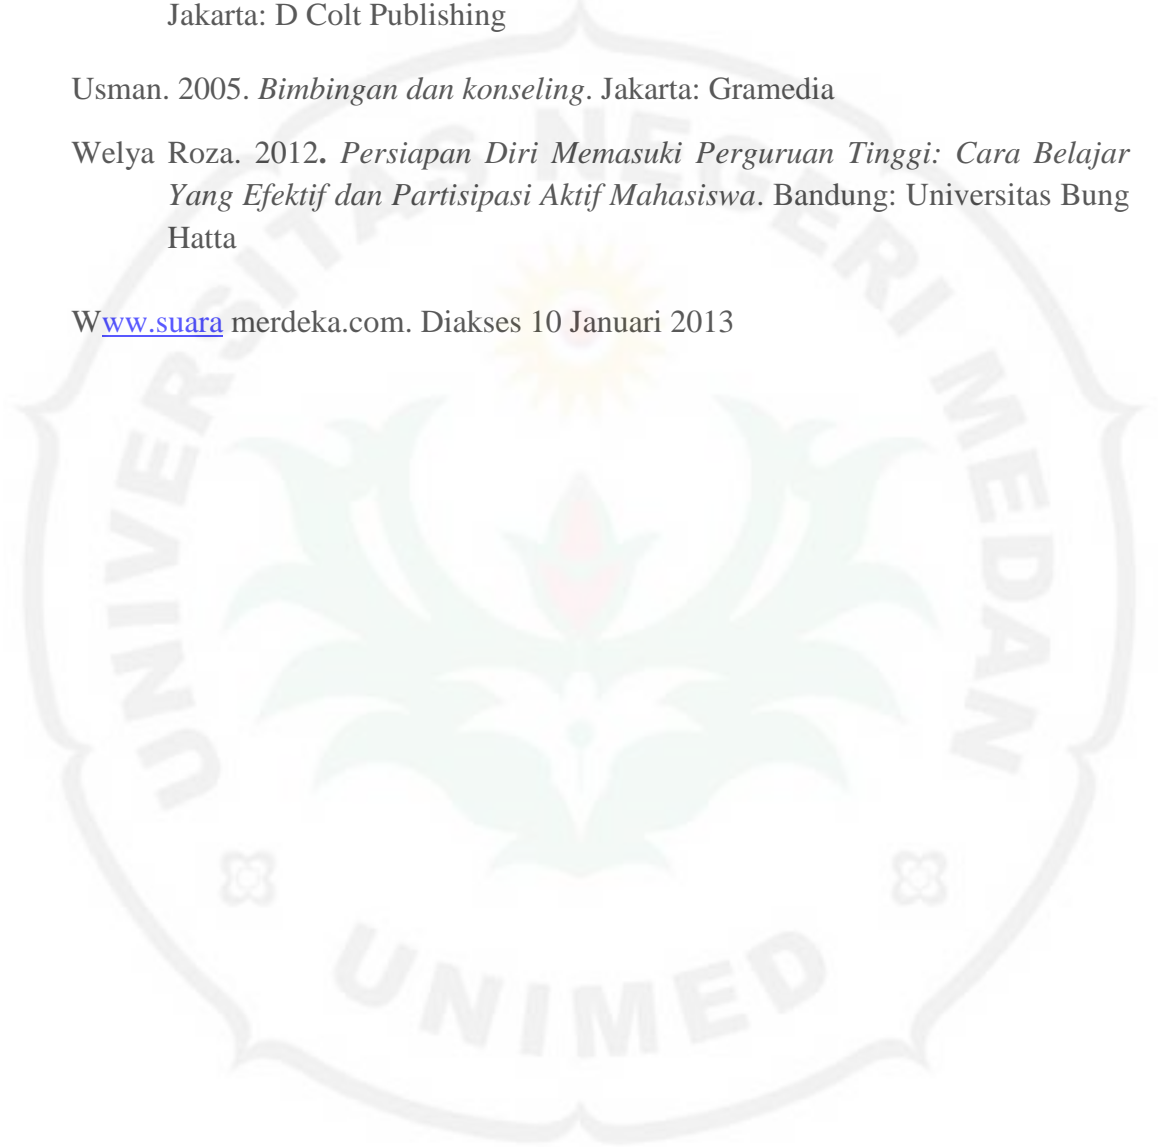 Jakarta: D Colt Publishing
Usman. 2005. Bimbingan dan konseling. Jakarta: Gramedia
Welya Roza. 2012. Persiapan Diri Memasuki Perguruan Tinggi: Cara Belajar
Yang Efektif dan Partisipasi Aktif Mahasiswa. Bandung: Universitas Bung
Hatta
Www.suara merdeka.com. Diakses 10 Januari 2013
UNIVERSITAS NEGERI MEDAN
UNIMED